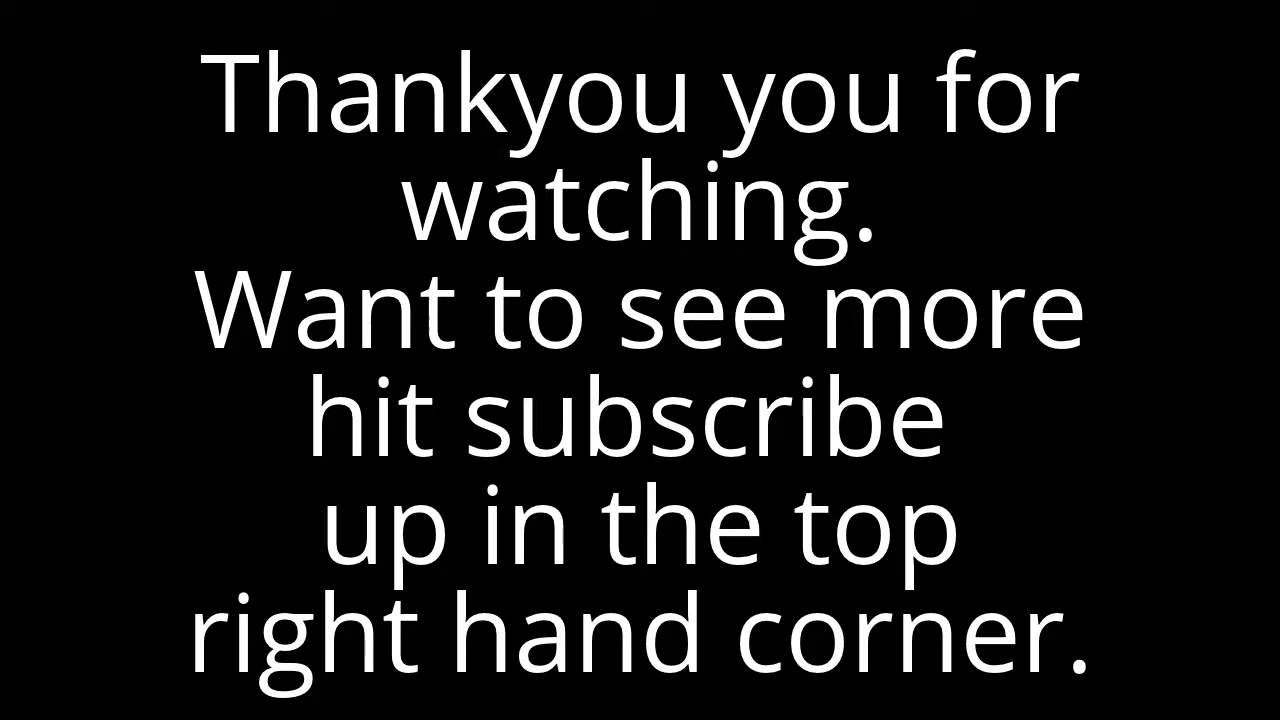 Thankyou you for
watching.
Want to see more
hit subscribe
up in the top
right hand corner.